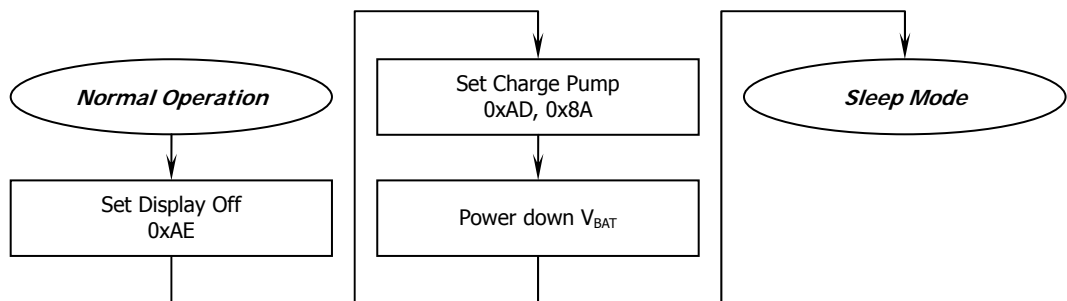 Normal Operation
Set Display Off
0xAE
Set Charge Pump
0xAD, 0x8A
Power down VBAT
Sleep Mode